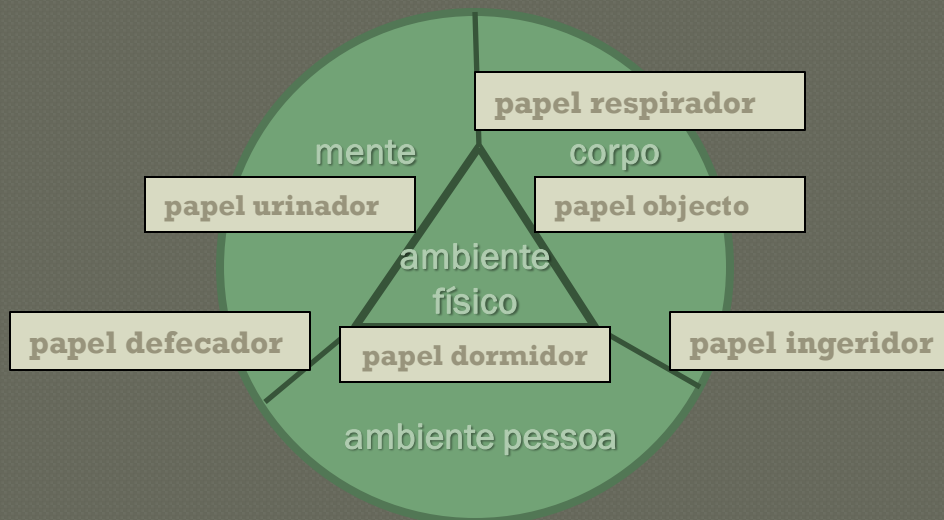 papel respirador
mente
corpo
papel urinador
papel objecto
ambiente
físico
papel defecador
papel dormidor
papel ingeridor
ambiente pessoa